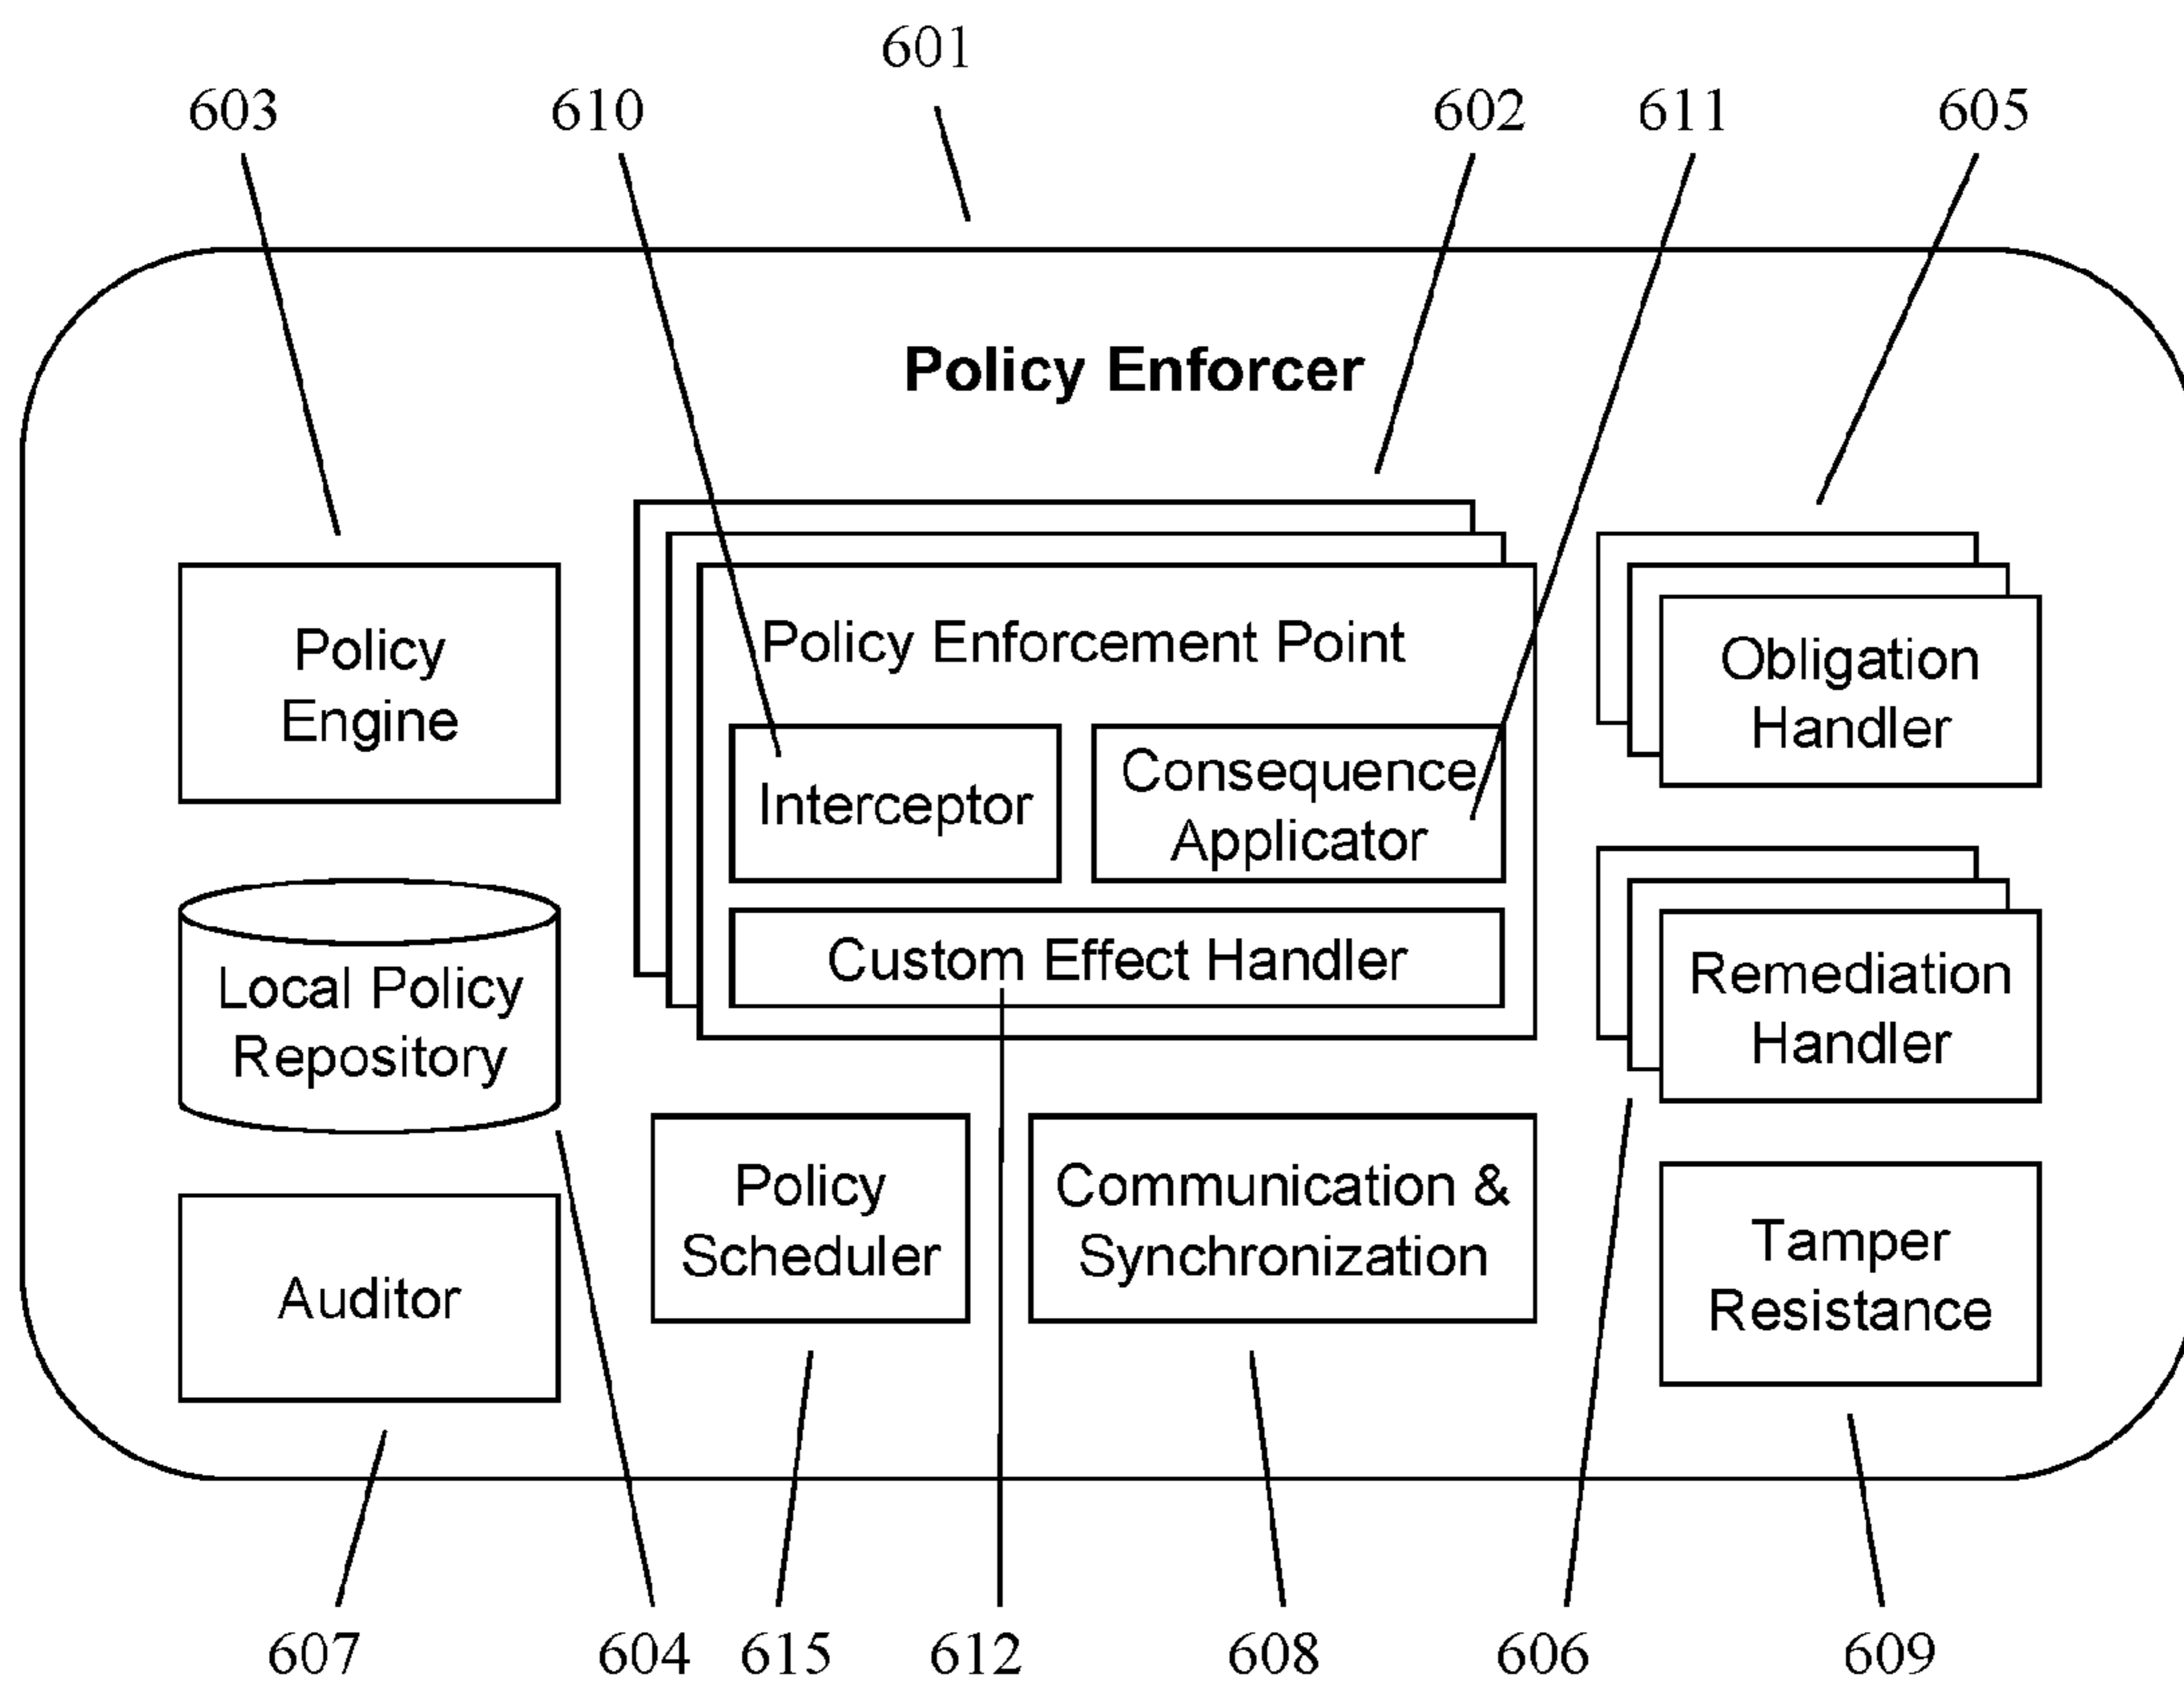 601
603
610
602
611
605
Policy Enforcer
Policy
Engine
Policy Enforcement Point
Interceptor
Consequence
Applicator
Custom Effect Handler
Obligation
Handler
Local Policy
Repository
Remediation
Handler
Auditor
Policy
Scheduler
Communication &
Synchronization
Tamper
Resistance
607
604
615
612
608
606
609